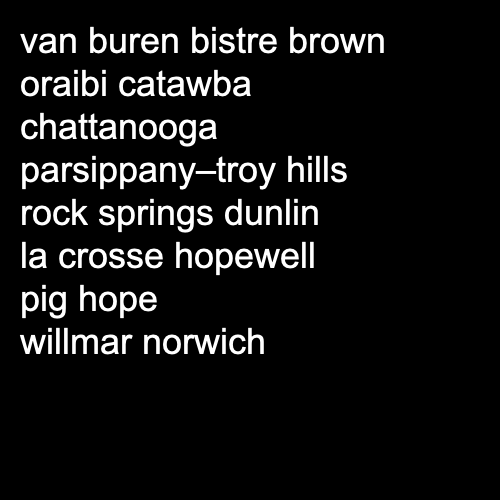 van buren bistre brown
oraibi catawba
chattanooga
parsippany–troy hills
rock springs dunlin
la crosse hopewell
pig hope
willmar norwich